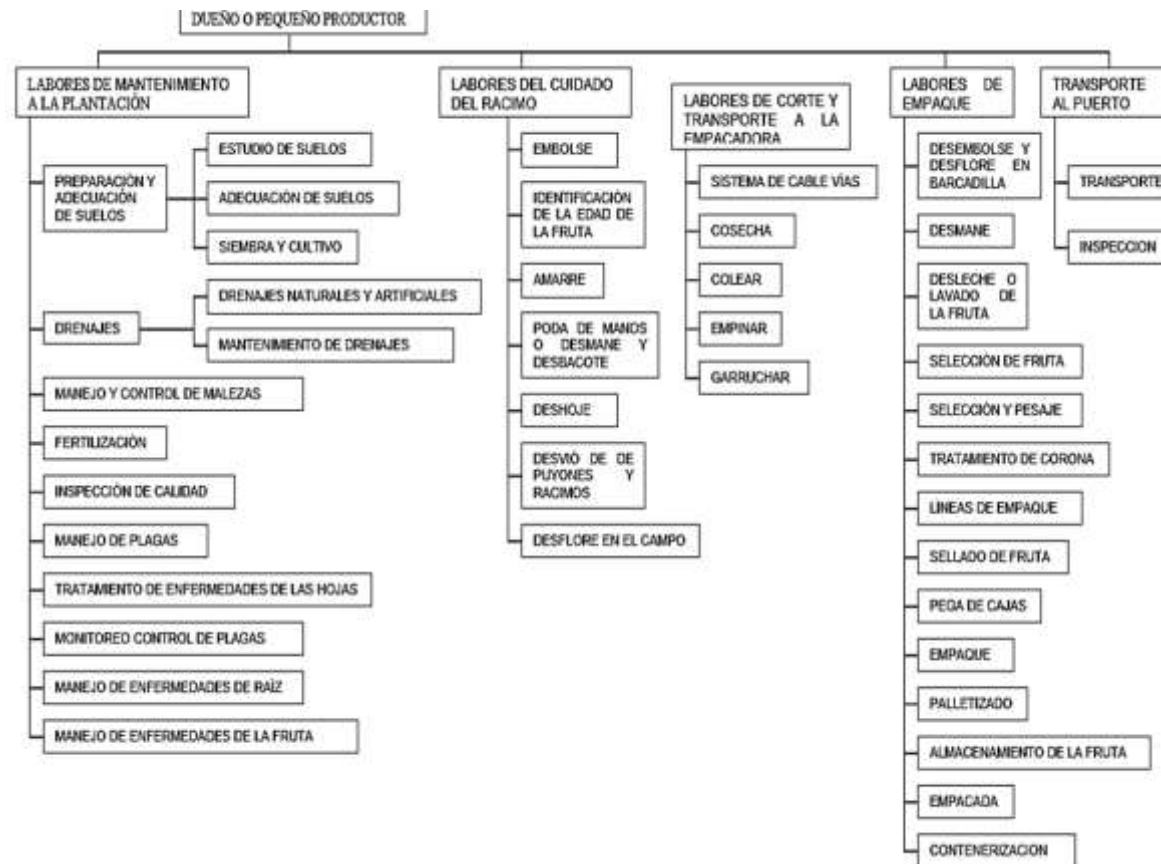 DUEÑO O PEQUEÑO PRODUCTOR
LABORES DE MANTENIMIENTO
A LA PLANTACIÓN
PREPARACIÓN Y
ADECUACIÓN
DE SUELOS
ESTUDIO DE SUELOS
ADECUACIÓN DE SUELOS
SIEMBRA Y CULTIVO
DRENAJES
DRENAJES NATURALES Y ARTIFICIALES
MANTENIMIENTO DE DRENAJES
MANEJO Y CONTROL DE MALEZAS
FERTILIZACIÓN
INSPECCIÓN DE CALIDAD
MANEJO DE PLAGAS
TRATAMIENTO DE ENFERMEDADES DE LAS HOJAS
MONITOREO CONTROL DE PLAGAS
MANEJO DE ENFERMEDADES DE RAÌZ
MANEJO DE ENFERMEDADES DE LA FRUTA
LABORES DEL CUIDADO
DEL RACIMO
EMBOLSE
IDENTIFICACIÓN
DE LA EDAD DE
LA FRUTA
AMARRE
PODA DE MANOS
O DESMANE Y
DESBACOTE
DESHOJE
DESVIÓ DE DE
PUYONES Y
RACIMOS
DESFLORE EN EL CAMPO
LABORES DE CORTE Y
TRANSPORTE A LA
EMPACADORA
SISTEMA DE CABLE VÍAS
COSECHA
COLEAR
EMPINAR
GARRUCHAR
LABORES DE
EMPAQUE
DESEMBOLSE Y
DESFLORE EN
BARCADILLA
DESMANE
DESLECHE O
LAVADO DE
LA FRUTA
SELECCIÓN DE FRUTA
SELECCIÓN Y PESAJE
TRATAMIENTO DE CORONA
LÍNEAS DE EMPAQUE
SELLADO DE FRUTA
PEGA DE CAJAS
EMPAQUE
PALLETIZADO
ALMACENAMIENTO DE LA FRUTA
EMPACADA
CONTENERIZACION
TRANSPORTE
AL PUERTO
TRANSPORTE
INSPECCION